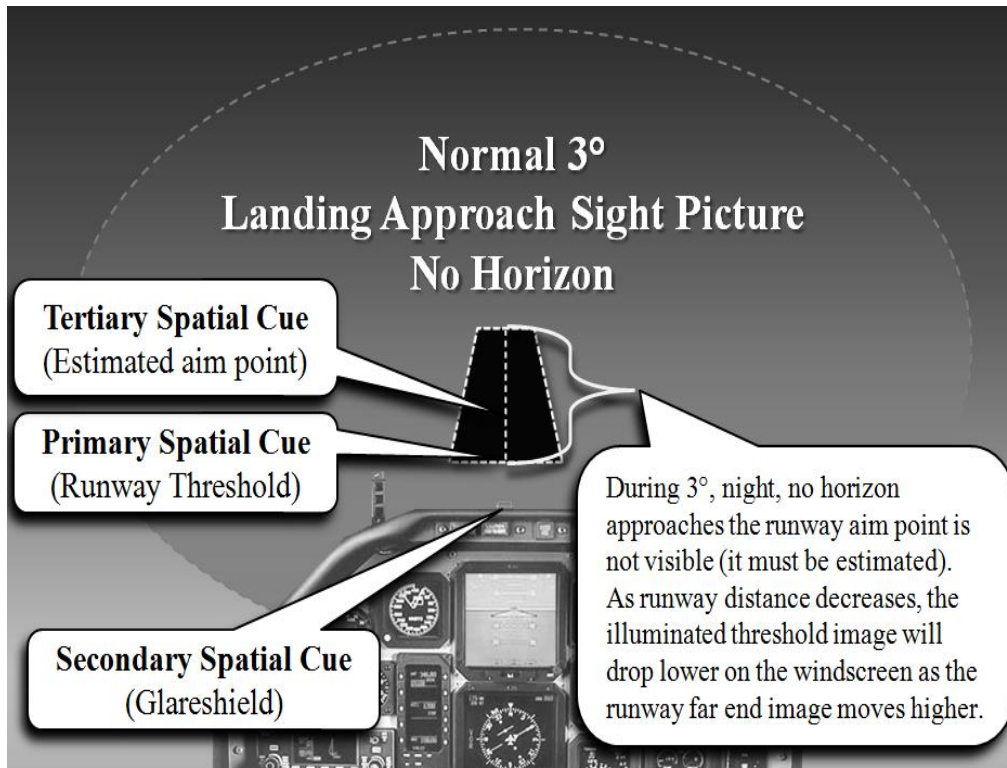 Normal 3°
Landing Approach Sight Picture
No Horizon
Tertiary Spatial Cue
(Estimated aim point)
Primary Spatial Cue
(Runway Threshold)
Secondary Spatial Cue
(Glareshield)
During 3°, night, no horizon
approaches the runway aim point is
not visible (it must be estimated).
As runway distance decreases, the
illuminated threshold image will
drop lower on the windscreen as the
runway far end image moves higher.